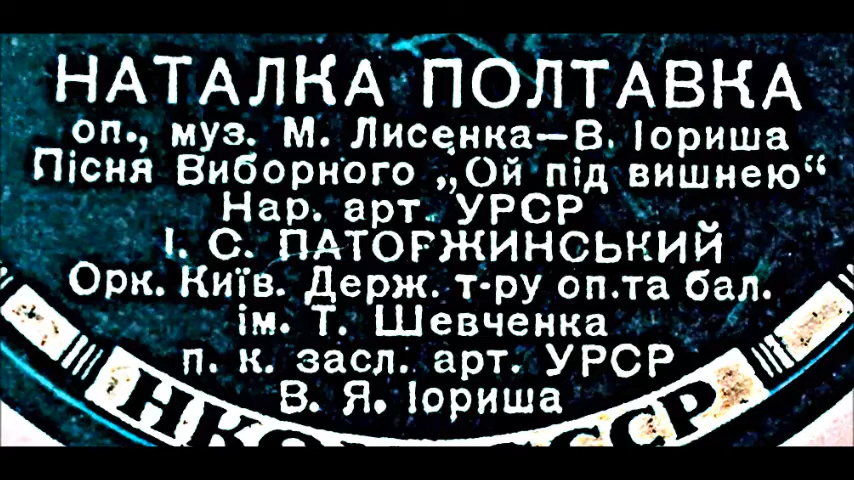 НАТАЛКА ПОЛТАВКА
оп., муз. М. Лисенка—В. Іориша
Пісня Виборного „Ой під вишнею“
Нар. арт. УРСР
І. С. ПАТОРЖИНСЬКИЙ
Орк. Київ. Держ. т-ру оп. та бал.
ім. Т. Шевченка
п. к. засл. арт. УРСР
В. Я. Іориша